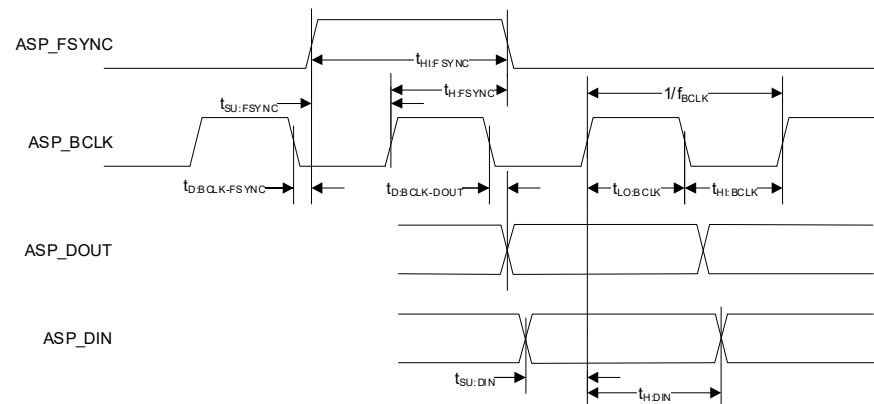 ASP_FSYNC
tHI:FSYNC
tH:FSYNC
tSU:FSYNC
1/fBCLK
ASP_BCLK
tD:BCLK-FSYNC
tD:BCLK-DOUT
tLO:BCLK
tHI:BCLK
ASP_DOUT
ASP_DIN
tSU:DIN
tH:DIN